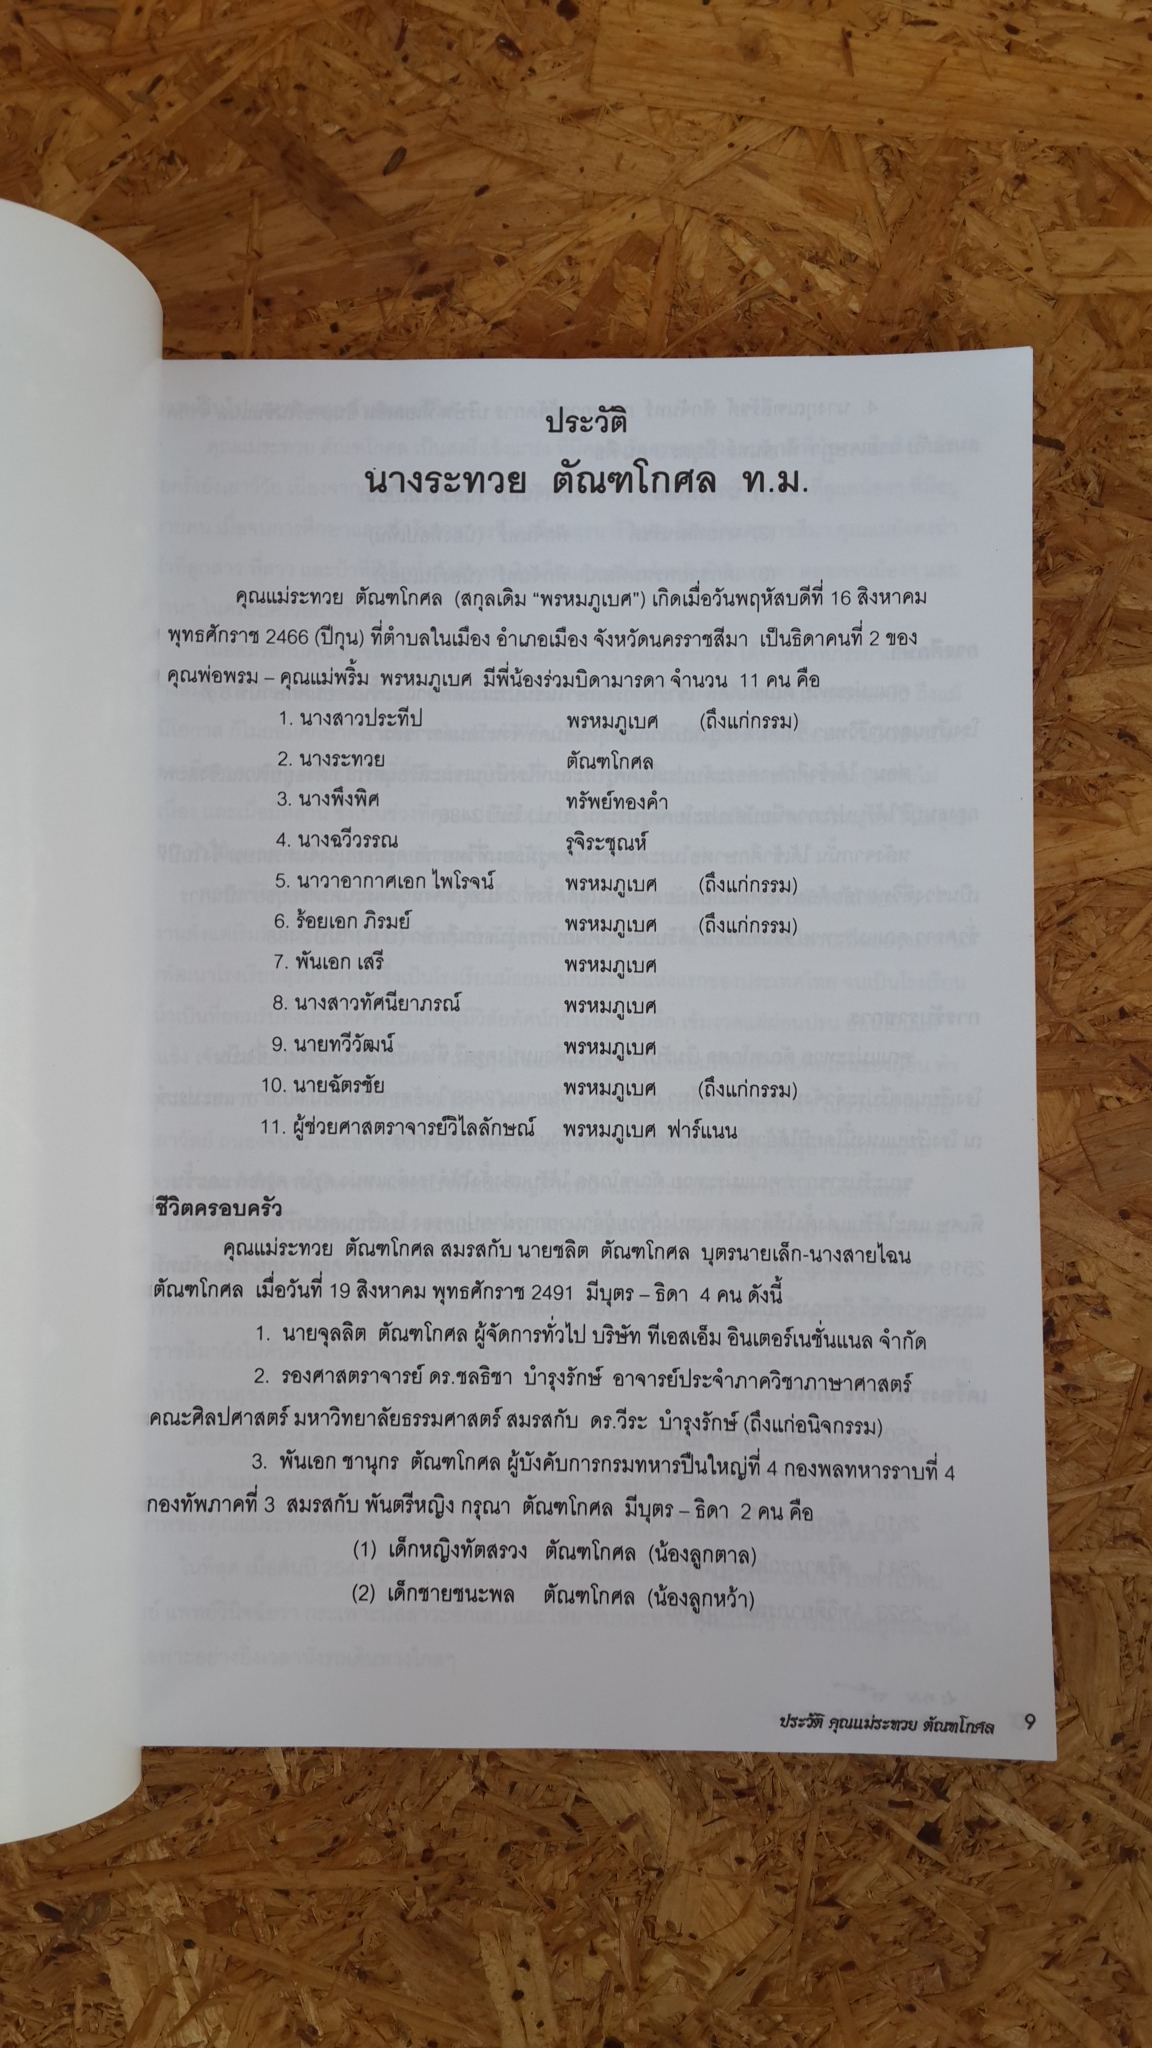 ประวัติ
นางระทวย ตัณฑโกศล ท.ม.
คุณแม่ระทวย ตัณฑโกศล (สกุลเดิม “พรหมภูเบศ”) เกิดเมื่อวันพฤหัสบดีที่ 16 สิงหาคม
พุทธศักราช 2466 (ปีกุน) ที่ตำบลในเมือง อำเภอเมือง จังหวัดนครราชสีมา เป็นธิดาคนที่ 2 ของ
คุณพ่อพรม – คุณแม่พริ้ม พรหมภูเบศ มีพี่น้องร่วมบิดามารดา จำนวน 11 คน คือ
1. นางสาวประทีป พรหมภูเบศ (ถึงแก่กรรม)
2. นางระทวย ตัณฑโกศล
3. นางพึงพิศ ทรัพย์ทองคำ
4. นางฉวีวรรณ รุจิระชุณห์
5. นาวาอากาศเอก ไพโรจน์ พรหมภูเบศ (ถึงแก่กรรม)
6. ร้อยเอก ภิรมย์ พรหมภูเบศ (ถึงแก่กรรม)
7. พันเอก เสรี พรหมภูเบศ
8. นางสาวทัศนียาภรณ์ พรหมภูเบศ
9. นายทวีวัฒน์ พรหมภูเบศ
10. นายฉัตรชัย พรหมภูเบศ (ถึงแก่กรรม)
11. ผู้ช่วยศาสตราจารย์วิไลลักษณ์ พรหมภูเบศ ฟาร์แนน
ชีวิตครอบครัว
คุณแม่ระทวย ตัณฑโกศล สมรสกับ นายชลิต ตัณฑโกศล บุตรนายเล็ก-นางสายไฉน
ตัณฑโกศล เมื่อวันที่ 19 สิงหาคม พุทธศักราช 2491 มีบุตร – ธิดา 4 คน ดังนี้
1. นายจุลลิต ตัณฑโกศล ผู้จัดการทั่วไป บริษัท ทีเอสเอ็ม อินเตอร์เนชั่นแนล จำกัด
2. รองศาสตราจารย์ ดร.ชลธิชา บำรุงรักษ์ อาจารย์ประจำภาควิชาภาษาศาสตร์
คณะศิลปศาสตร์ มหาวิทยาลัยธรรมศาสตร์ สมรสกับ ดร.วีระ บำรุงรักษ์ (ถึงแก่อนิจกรรม)
3. พันเอก ชานุกร ตัณฑโกศล ผู้บังคับการกรมทหารปืนใหญ่ที่ 4 กองพลทหารราบที่ 4
กองทัพภาคที่ 3 สมรสกับ พันตรีหญิง กรุณา ตัณฑโกศล มีบุตร – ธิดา 2 คน คือ
(1) เด็กหญิงทัตสรวง ตัณฑโกศล (น้องลูกตาล)
(2) เด็กชายชนะพล ตัณฑโกศล (น้องลูกหว้า)
ประวัติ คุณแม่ระทวย ตัณฑโกศล 9